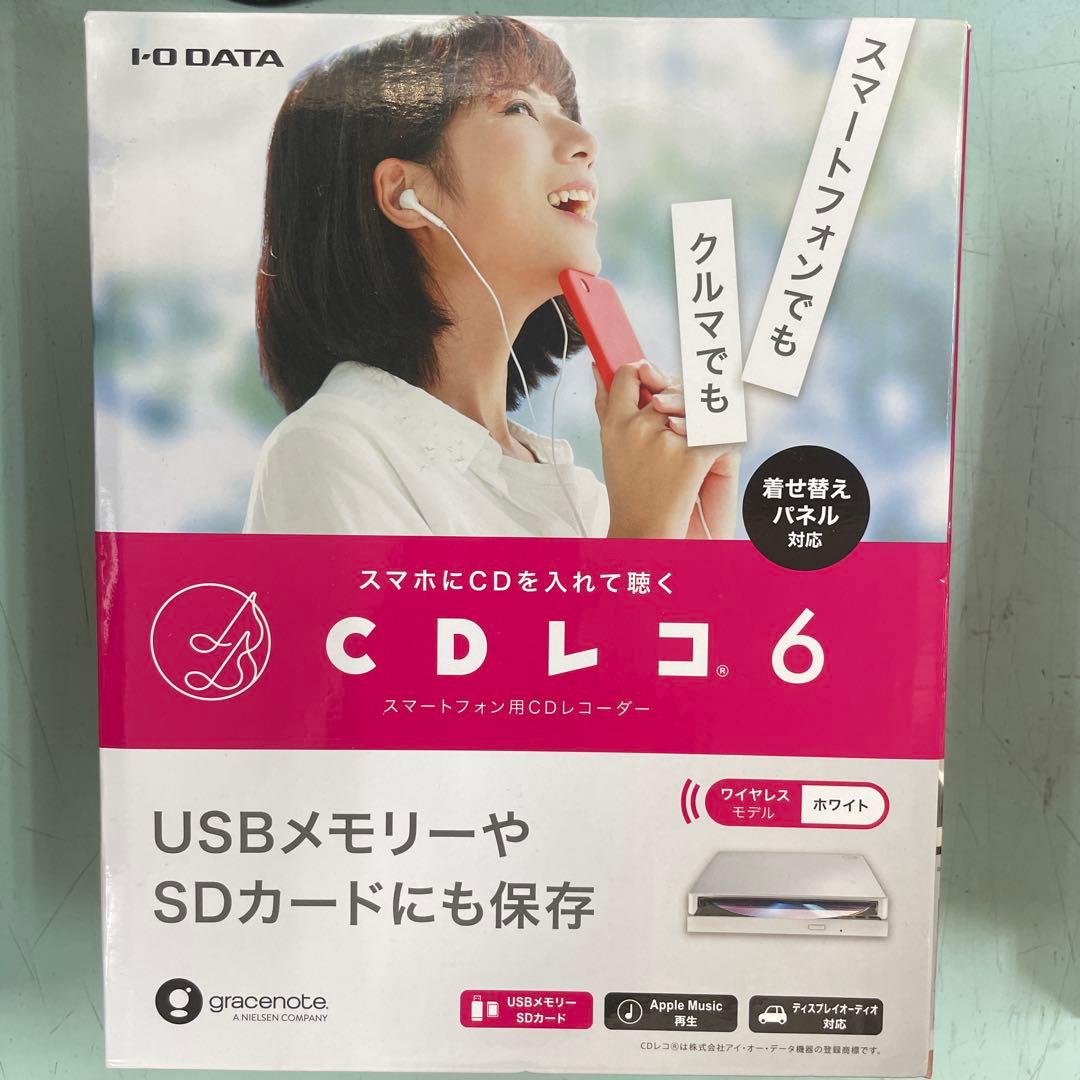 I-O DATA
スマートフォンでも
クルマでも
着せ替え
パネル
対応
スマホにCDを入れて聴く
CDレコ® 6
スマートフォン用CDレコーダー
ワイヤレス
モデル
ホワイト
USBメモリーや
SDカードにも保存
gracenote.
A NIELSEN COMPANY
USBメモリー
SDカード
Apple Music
再生
ディスプレイオーディオ
対応
CDレコ®は株式会社アイ・オー・データ機器の登録商標です。